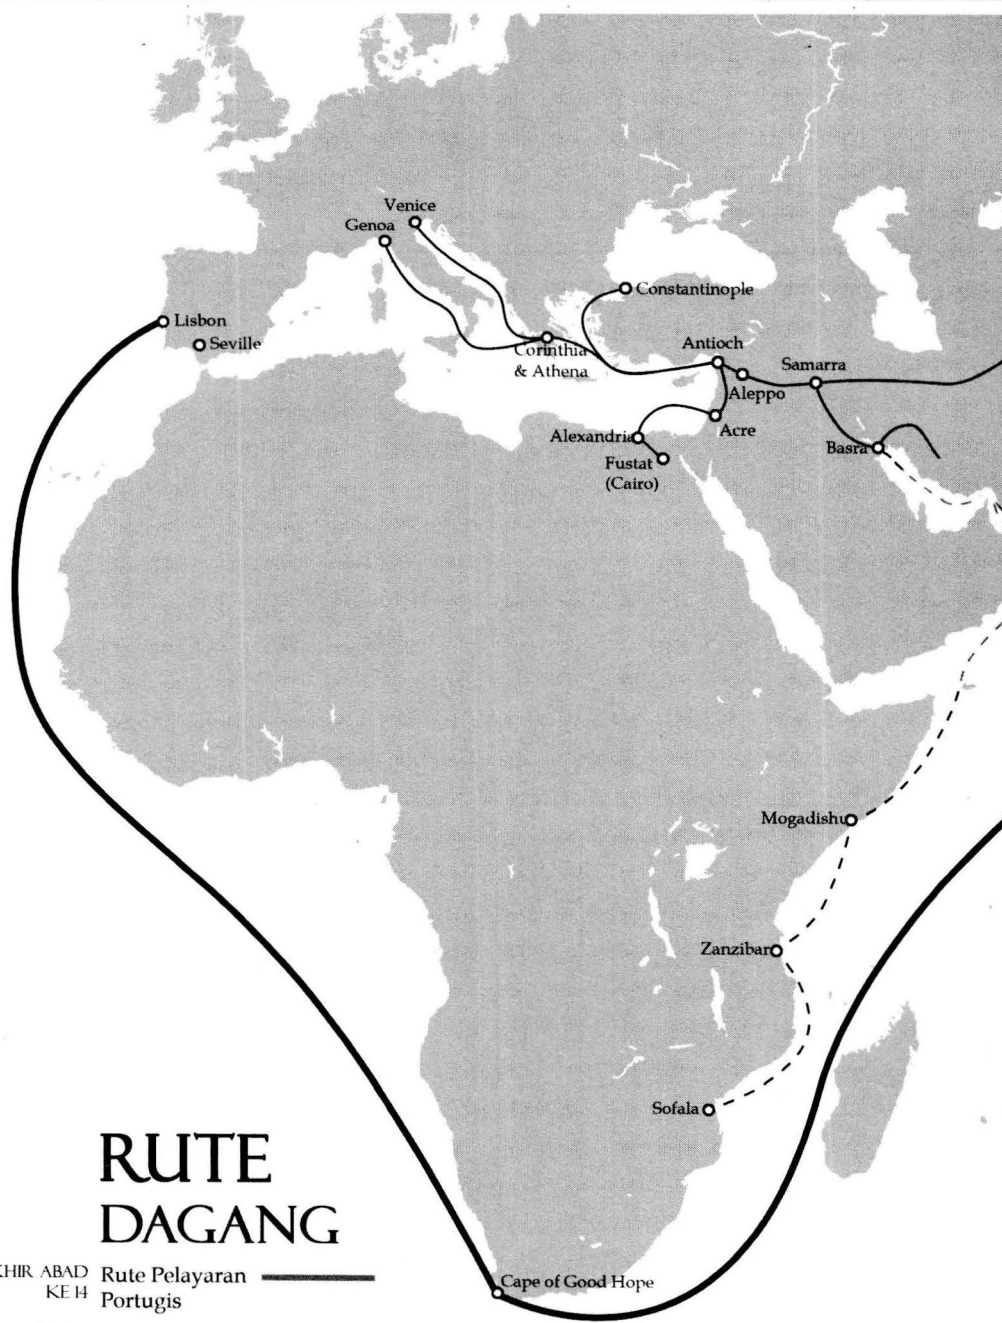 Venice
Genoa
Constantinople
Lisbon
Seville
Corinthia
& Athena
Antioch
Samarra
Aleppo
Acre
Alexandria
Basra
Fustat
(Cairo)
Mogadishu
Zanzibar
Sofala
RUTE
DAGANG
KHIR ABAD
KE 14
Rute Pelayaran
Portugis
Cape of Good Hope